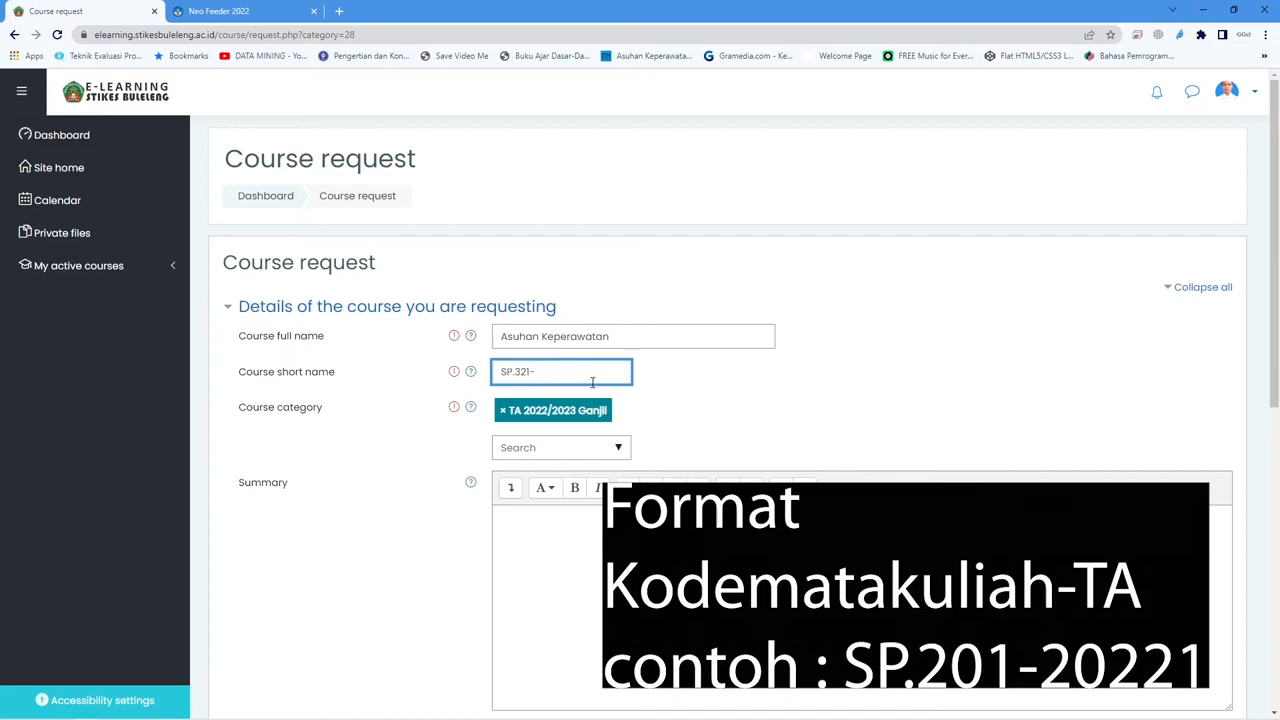 Course request
Neo Feeder 2022
elearning.stikesbuleleng.ac.id/course/request.php?category=28
Apps
Teknik Evaluasi Pro...
Bookmarks
DATA MINING - Yo...
Pengertian dan Kon...
Save Video Me
Buku Ajar Dasar-Da...
Asuhan Keperawata...
Gramedia.com - Ke...
Welcome Page
FREE Music for Ever...
Flat HTML5/CSS3 L...
Bahasa Pemrogram...
E-LEARNING
STIKES BULELENG
Dashboard
Site home
Calendar
Private files
My active courses
Accessibility settings
Course request
Dashboard
Course request
Course request
Collapse all
Details of the course you are requesting
Course full name
Asuhan Keperawatan
Course short name
SP.321-
Course category
× TA 2022/2023 Ganjil
Search
Summary
A
B
I
Format
Kodematakuliah-TA
contoh : SP.201-20221